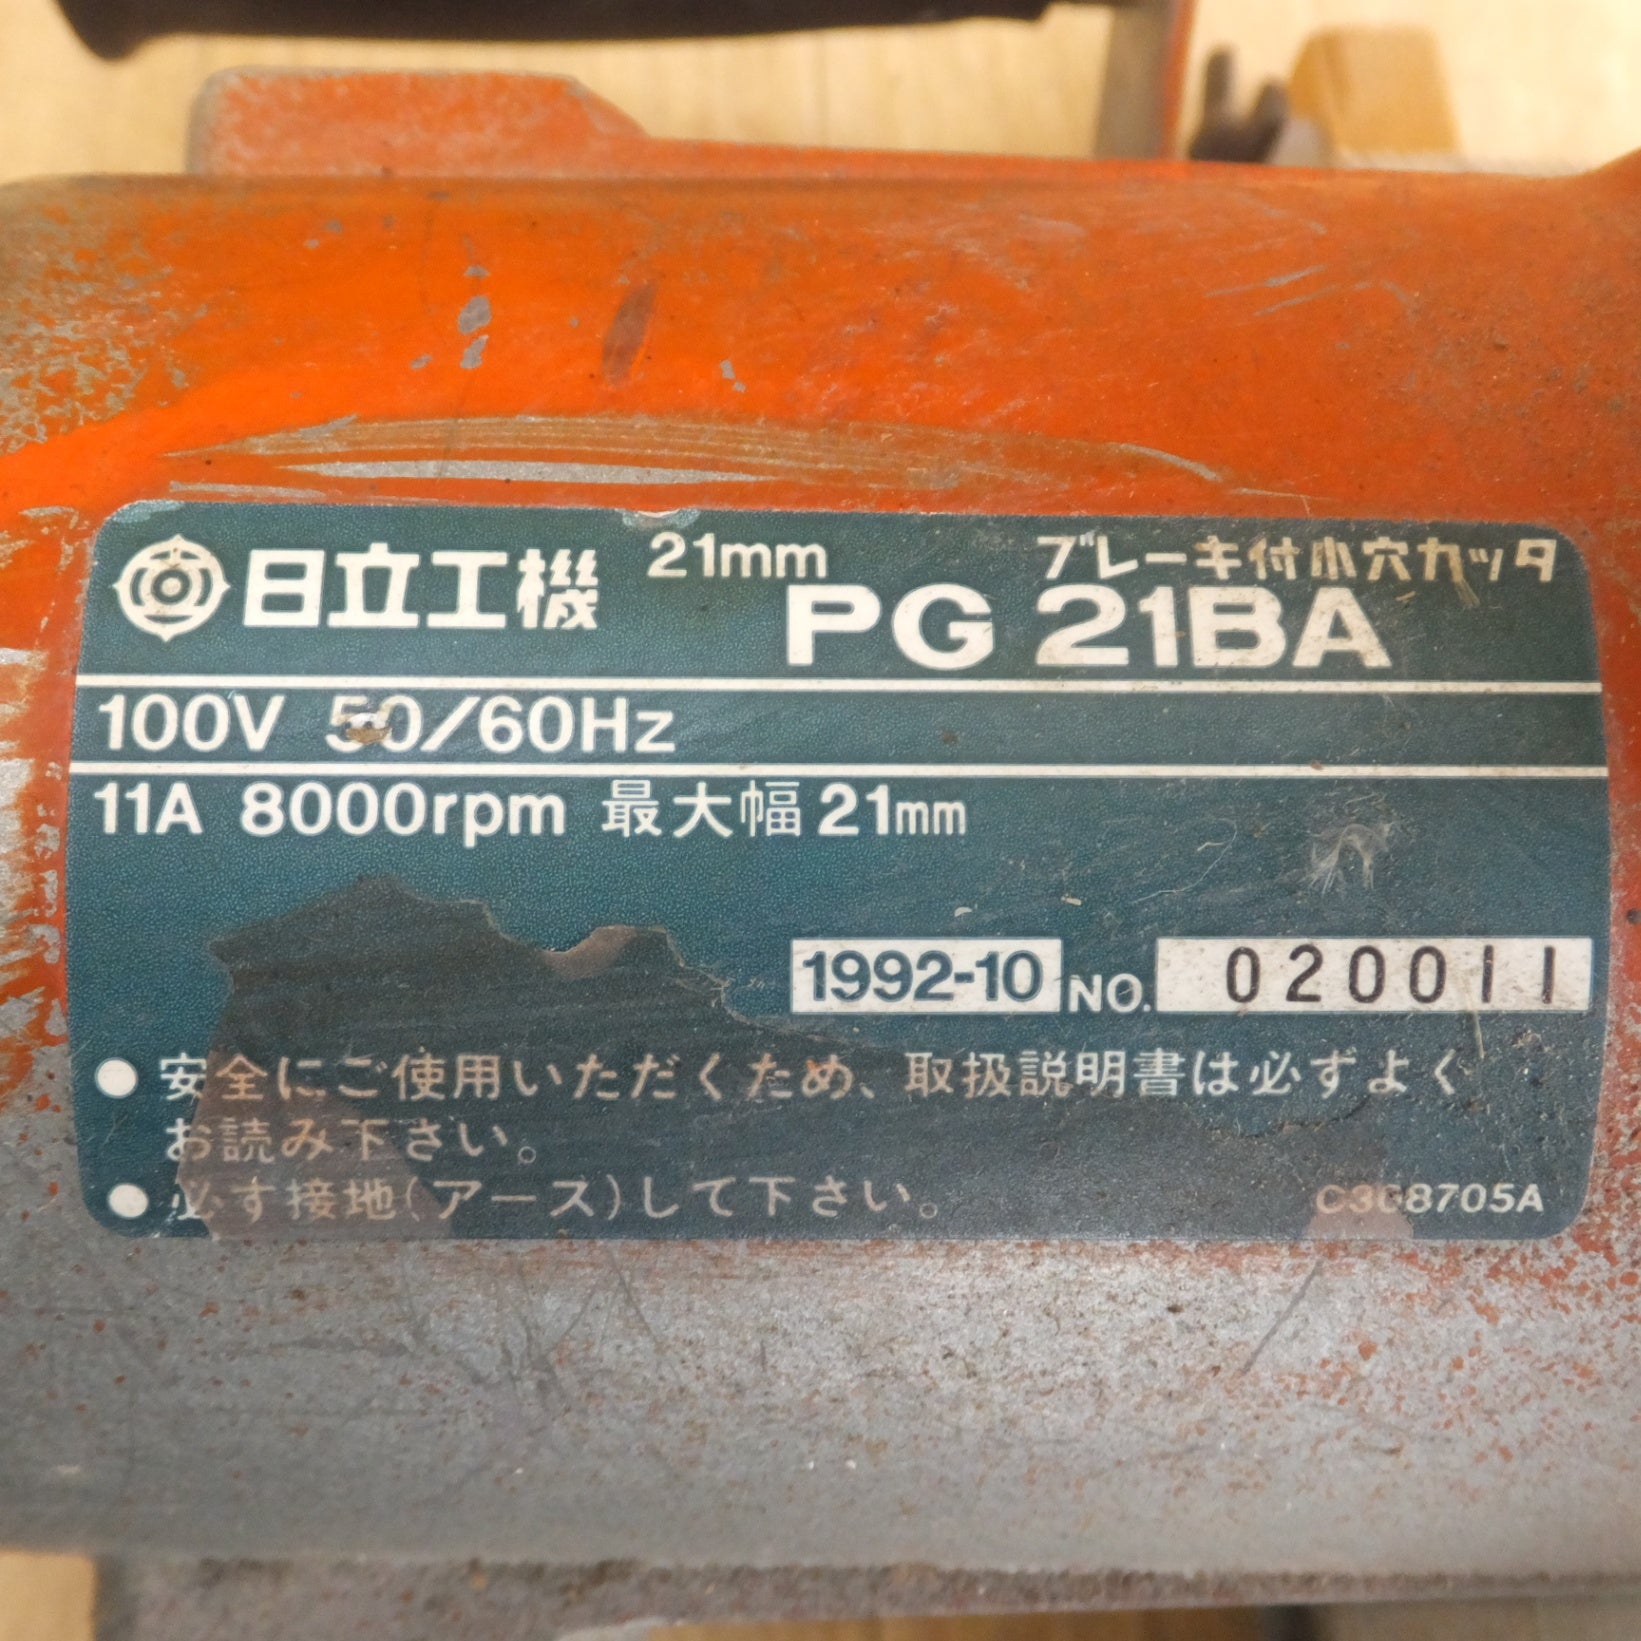 日立工機 21mm ブレーキ付小穴カッタ
PG 21BA
100V 50/60Hz
11A 8000rpm 最大幅 21mm
1992-10 NO. 020011
● 安全にご使用いただくため、取扱説明書は必ずよく
お読み下さい。
● 必ず接地(アース)して下さい。
C368705A